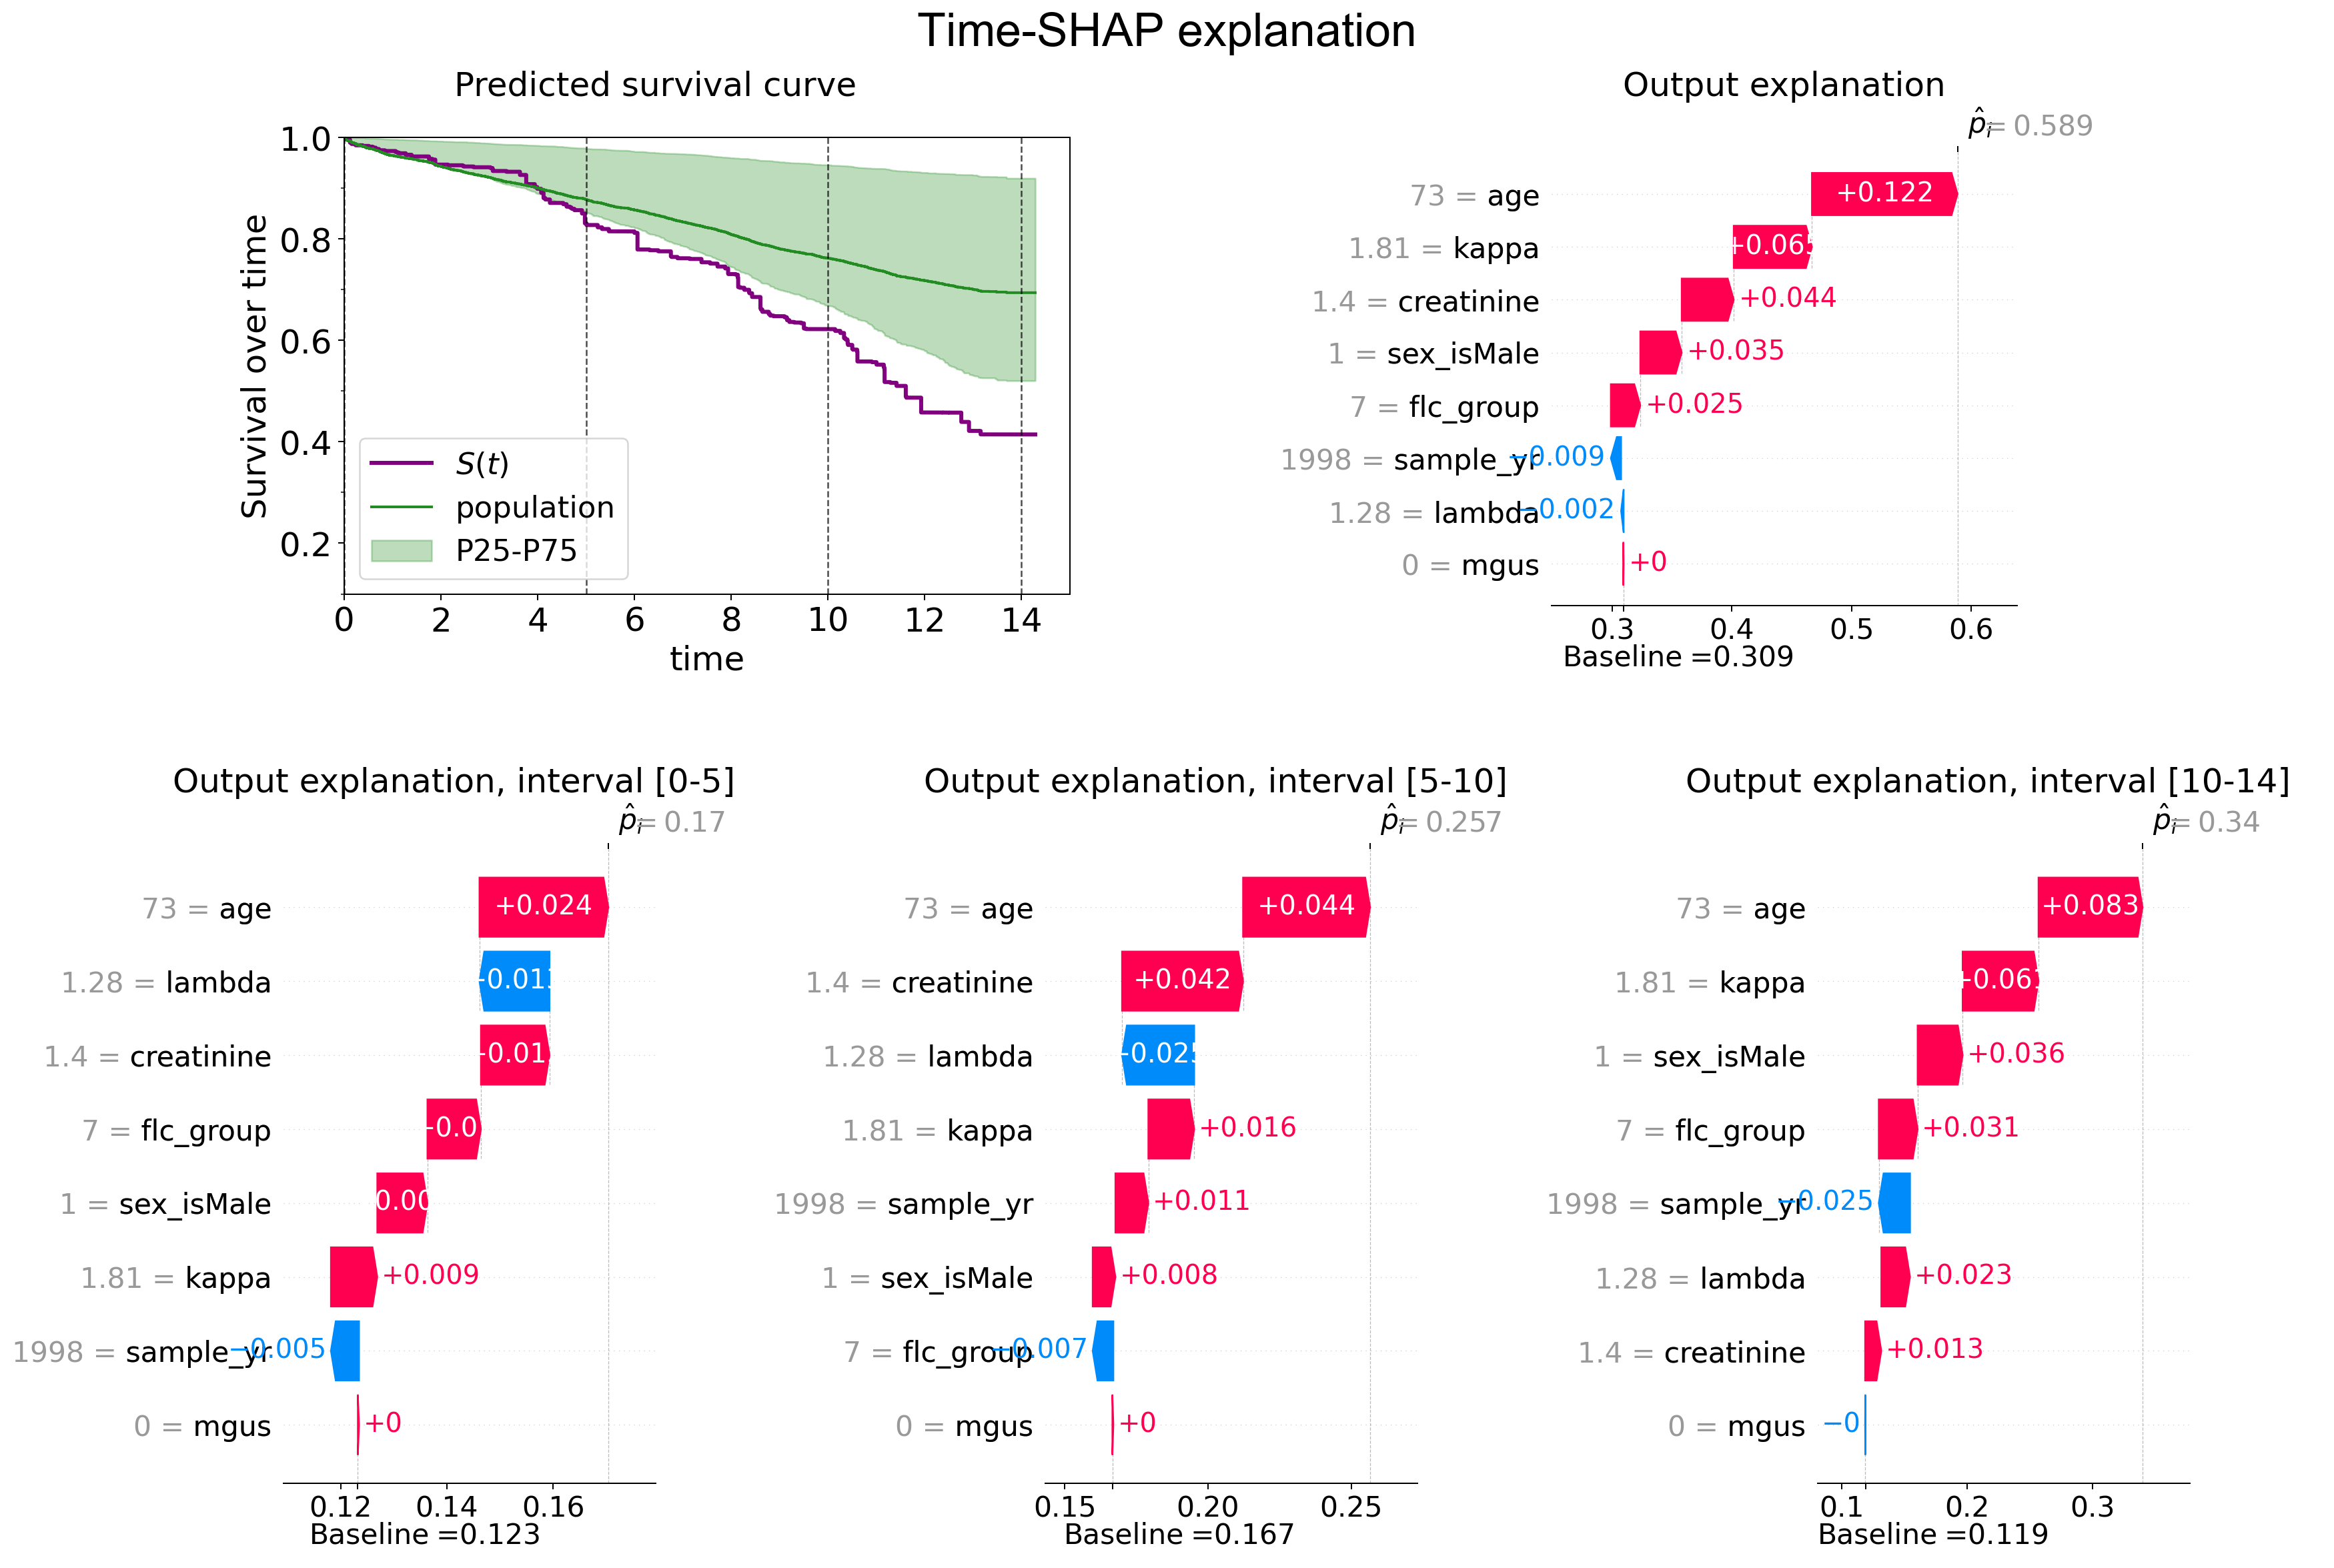 Time-SHAP explanation
Predicted survival curve
Survival over time
1.0
0.8
0.6
0.4
0.2
S(t)
population
P25-P75
0 2 4 6 8 10 12 14
time
Output explanation
p̂ᵢ = 0.589
73 = age +0.122
1.81 = kappa
1.4 = creatinine +0.044
1 = sex_isMale +0.035
7 = flc_group +0.025
1998 = sample_yr −0.009
1.28 = lambda −0.002
0 = mgus +0
0.3 0.4 0.5 0.6
Baseline =0.309
Output explanation, interval [0-5]
p̂ᵢ = 0.17
73 = age +0.024
1.28 = lambda
1.4 = creatinine
7 = flc_group
1 = sex_isMale
1.81 = kappa +0.009
1998 = sample_yr −0.005
0 = mgus +0
0.12 0.14 0.16
Baseline =0.123
Output explanation, interval [5-10]
p̂ᵢ = 0.257
73 = age +0.044
1.4 = creatinine +0.042
1.28 = lambda
1.81 = kappa +0.016
1998 = sample_yr +0.011
1 = sex_isMale +0.008
7 = flc_group −0.007
0 = mgus +0
0.15 0.20 0.25
Baseline =0.167
Output explanation, interval [10-14]
p̂ᵢ = 0.34
73 = age +0.083
1.81 = kappa
1 = sex_isMale +0.036
7 = flc_group +0.031
1998 = sample_yr −0.025
1.28 = lambda +0.023
1.4 = creatinine +0.013
0 = mgus −0
0.1 0.2 0.3
Baseline =0.119